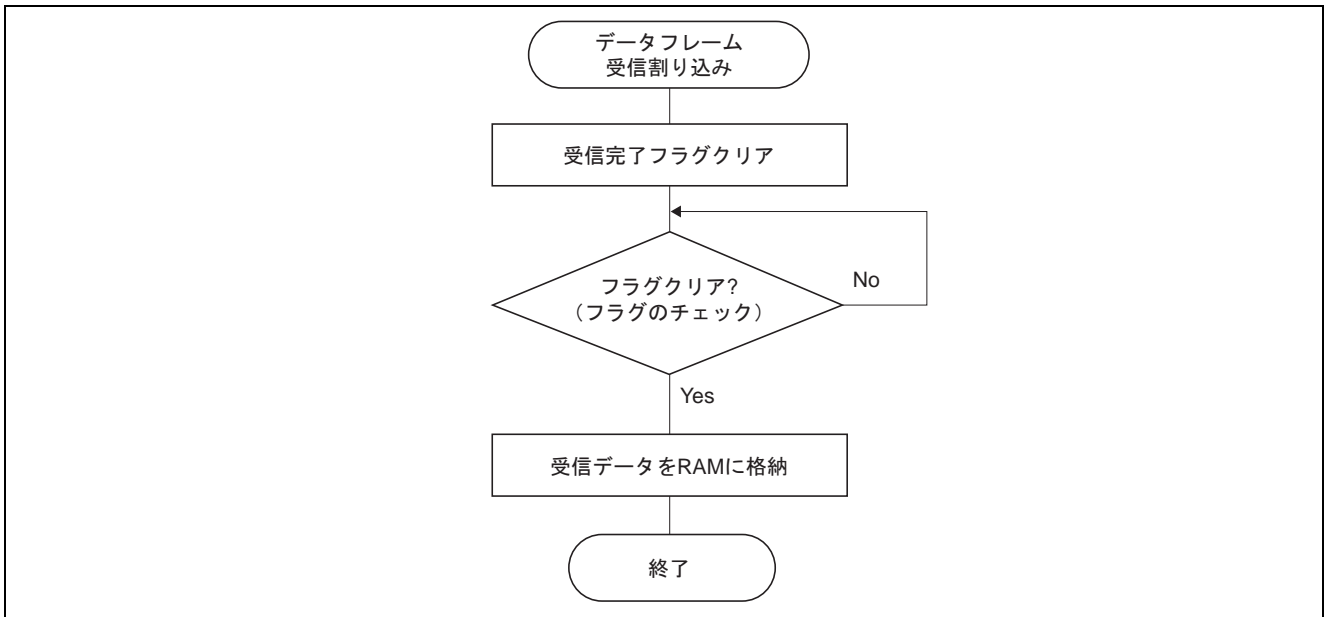 データフレーム
受信割り込み
受信完了フラグクリア
フラグクリア?
（フラグのチェック）
No
Yes
受信データをRAMに格納
終了